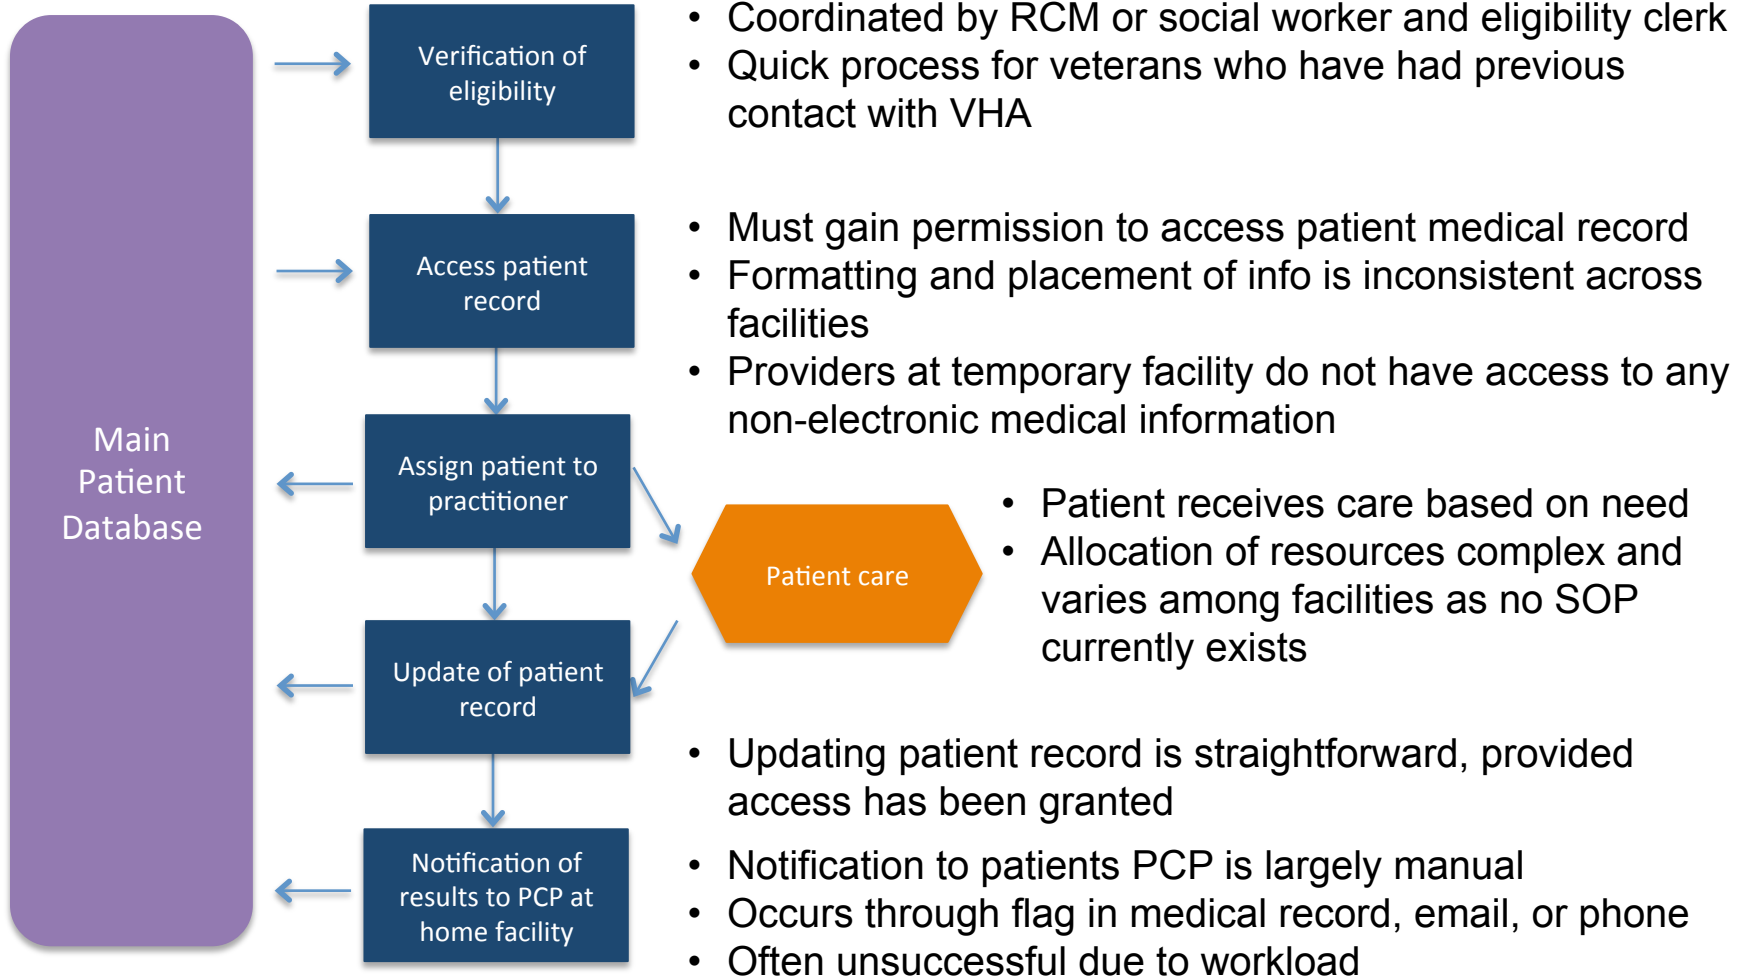 Main
Patient
Database
Verification of
eligibility
• Coordinated by RCM or social worker and eligibility clerk
• Quick process for veterans who have had previous
contact with VHA
Access patient
record
• Must gain permission to access patient medical record
• Formatting and placement of info is inconsistent across
facilities
• Providers at temporary facility do not have access to any
non-electronic medical information
Assign patient to
practitioner
Patient care
• Patient receives care based on need
• Allocation of resources complex and
varies among facilities as no SOP
currently exists
Update of patient
record
• Updating patient record is straightforward, provided
access has been granted
Notification of
results to PCP at
home facility
• Notification to patients PCP is largely manual
• Occurs through flag in medical record, email, or phone
• Often unsuccessful due to workload